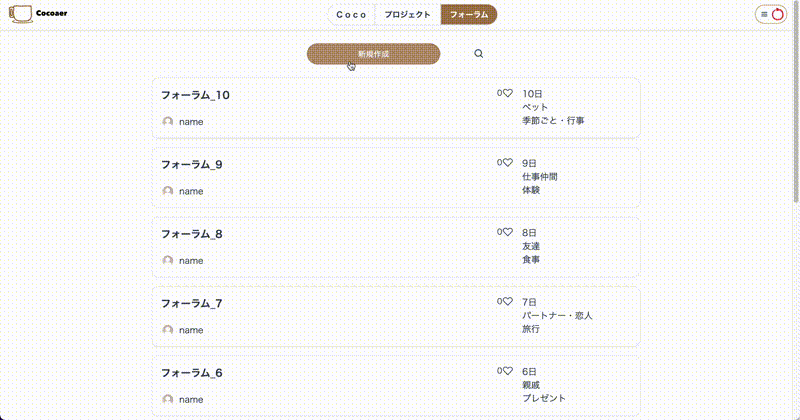 Cocoaer
Ｃｏｃｏ
プロジェクト
フォーラム
新規作成
フォーラム_10
name
0
10日
ペット
季節ごと・行事
フォーラム_9
name
0
9日
仕事仲間
体験
フォーラム_8
name
0
8日
友達
食事
フォーラム_7
name
0
7日
パートナー・恋人
旅行
フォーラム_6
name
0
6日
親戚
プレゼント